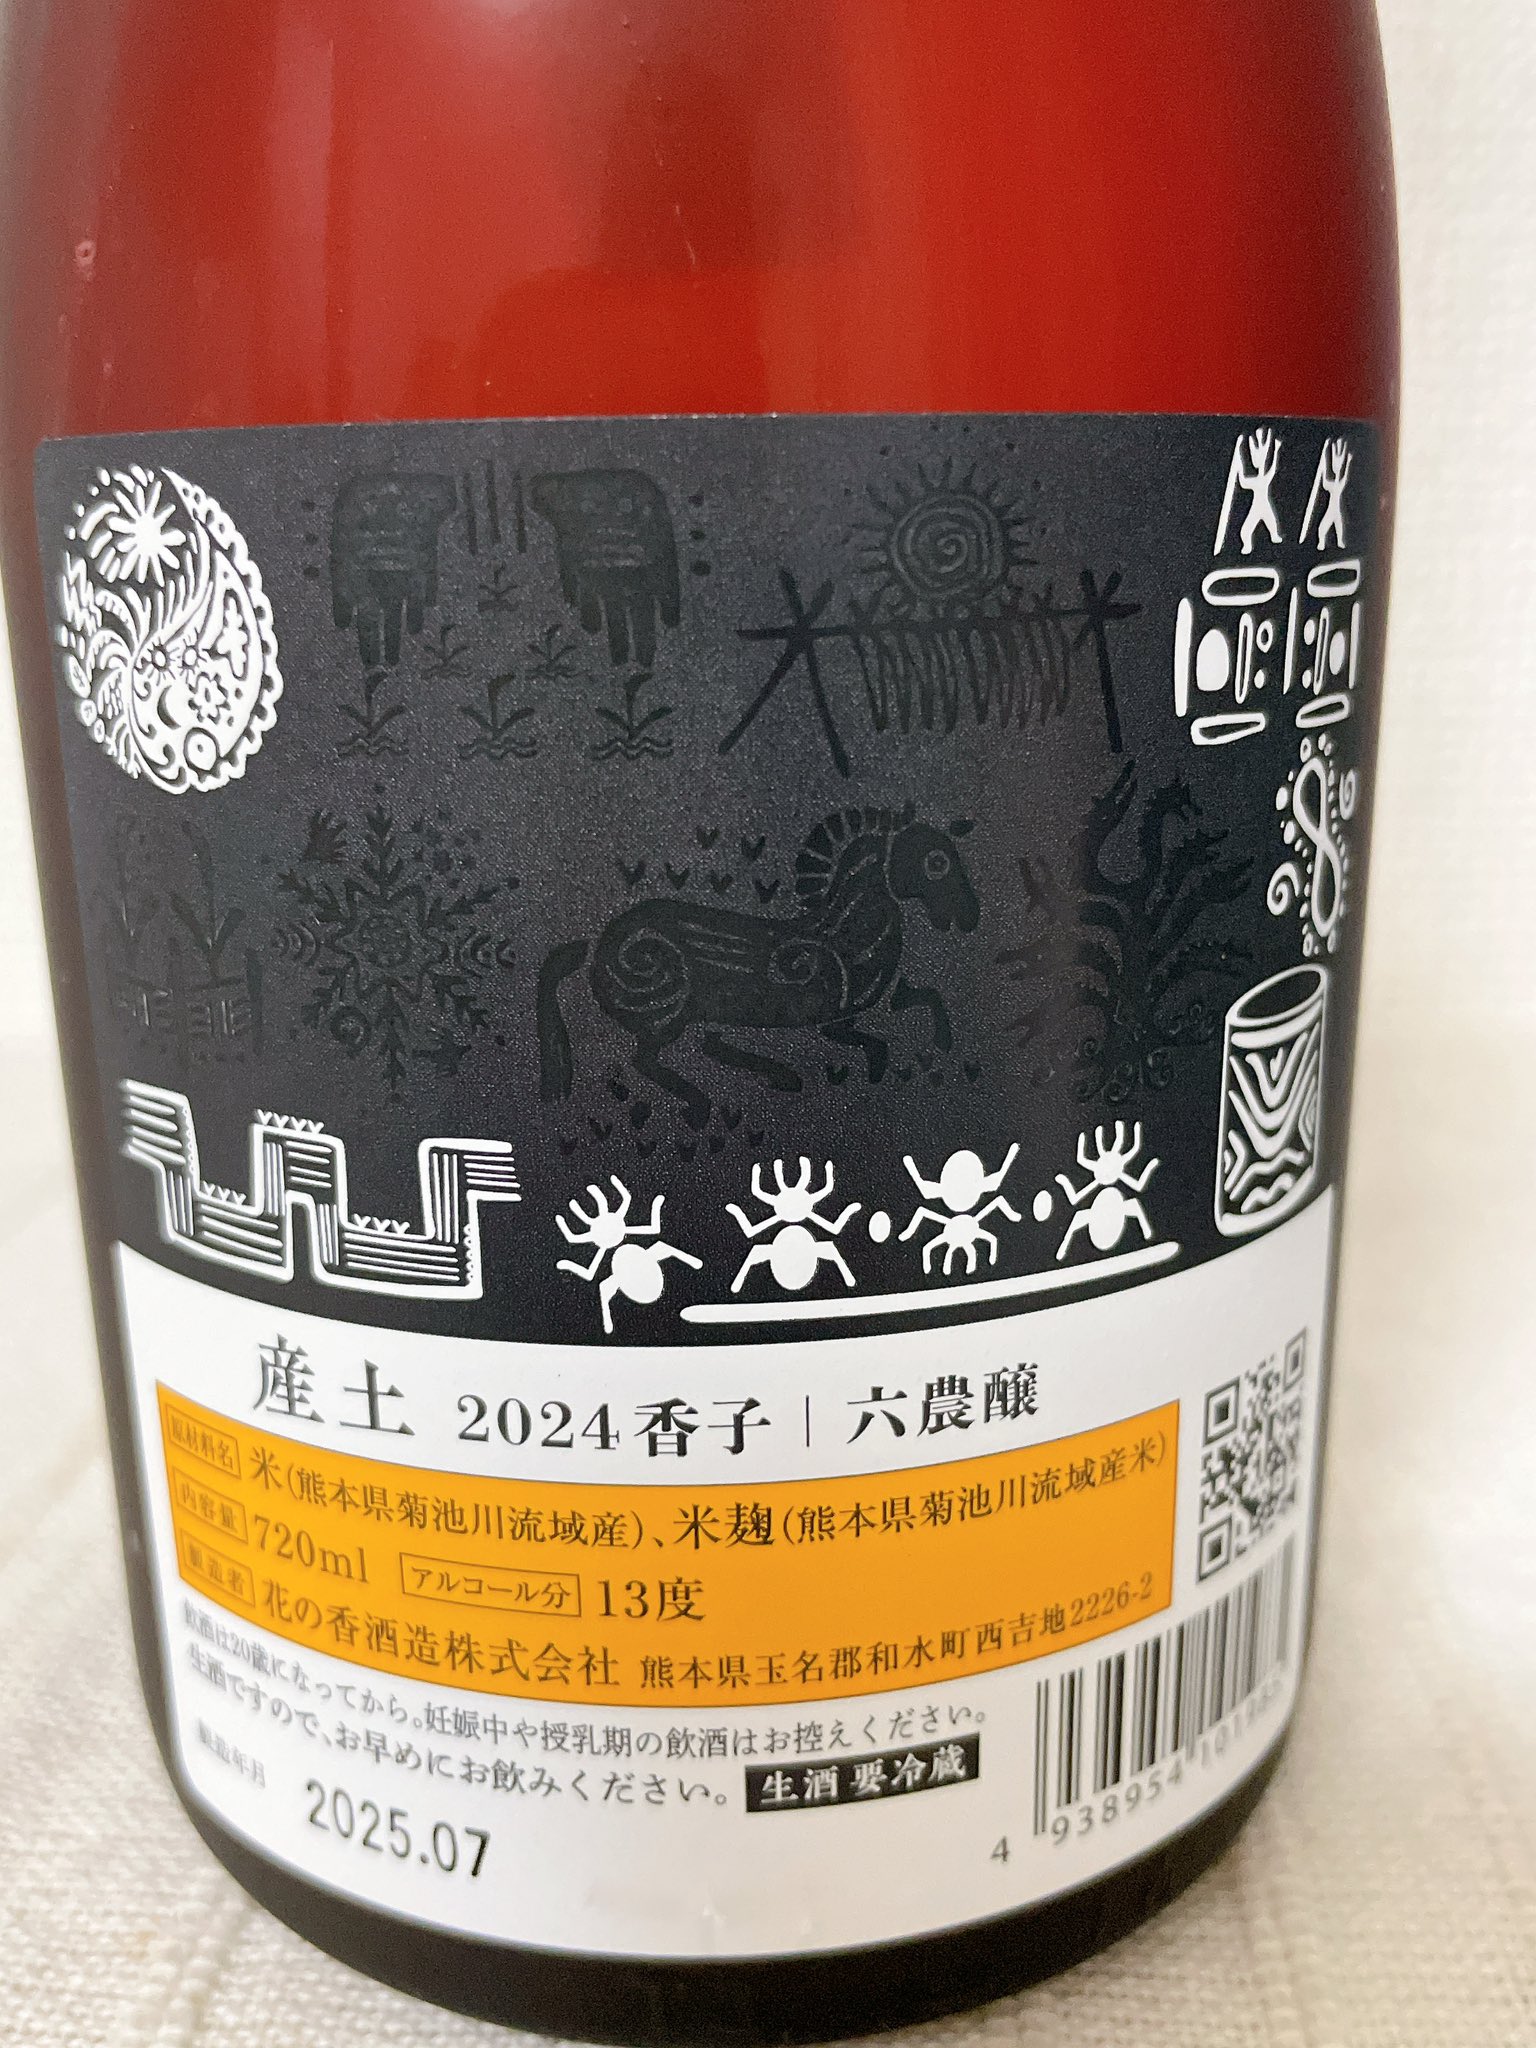 産土 2024香子｜六農醸
原材料名 米(熊本県菊池川流域産)、米麹(熊本県菊池川流域産米)
内容量 720ml アルコール分 13度
醸造者 花の香酒造株式会社 熊本県玉名郡和水町西吉地2226-2
飲酒は20歳になってから。妊娠中や授乳期の飲酒はお控えください。
生酒ですので、お早めにお飲みください。 生酒 要冷蔵
製造年月 2025.07
4 938954